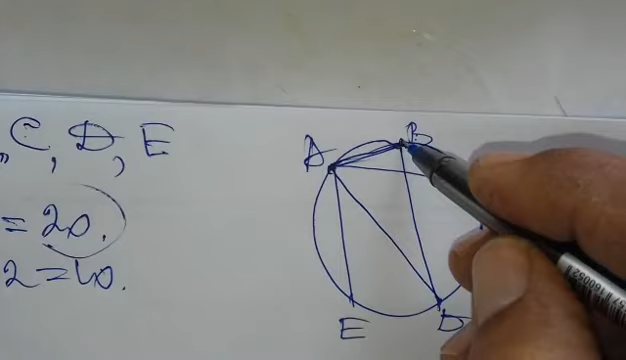 , C, D, E
= 20.
2 = 40.
A
B
E
D